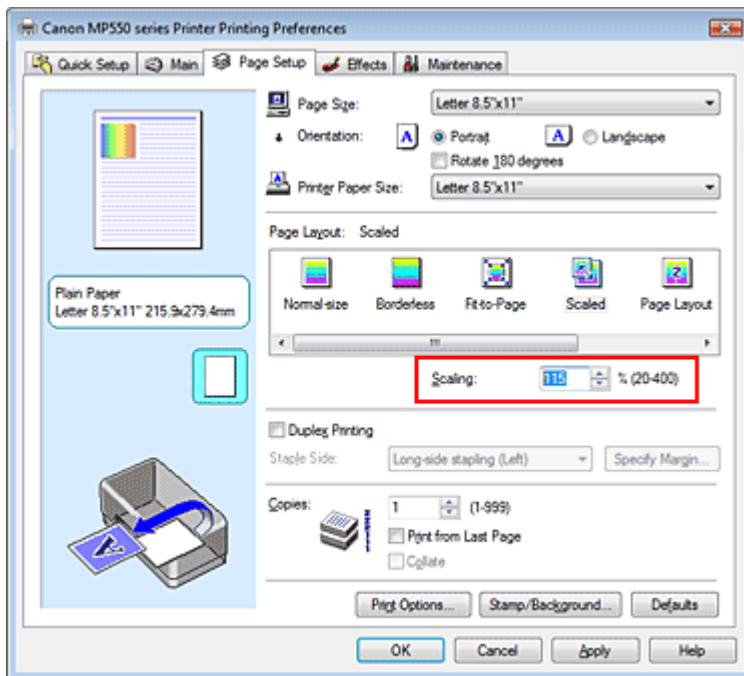 Canon MP550 series Printer Printing Preferences
Quick Setup Main Page Setup Effects Maintenance
Page Size: Letter 8.5"x11"
Orientation: A Portrait A Landscape
Rotate 180 degrees
Printer Paper Size: Letter 8.5"x11"
Page Layout: Scaled
Normal-size Borderless Fit-to-Page Scaled Page Layout
Plain Paper
Letter 8.5"x11" 215.9x279.4mm
Scaling: 115 % (20-400)
Duplex Printing
Staple Side: Long-side stapling (Left) Specify Margin...
Copies: 1 (1-999)
Print from Last Page
Collate
Print Options... Stamp/Background... Defaults
OK Cancel Apply Help